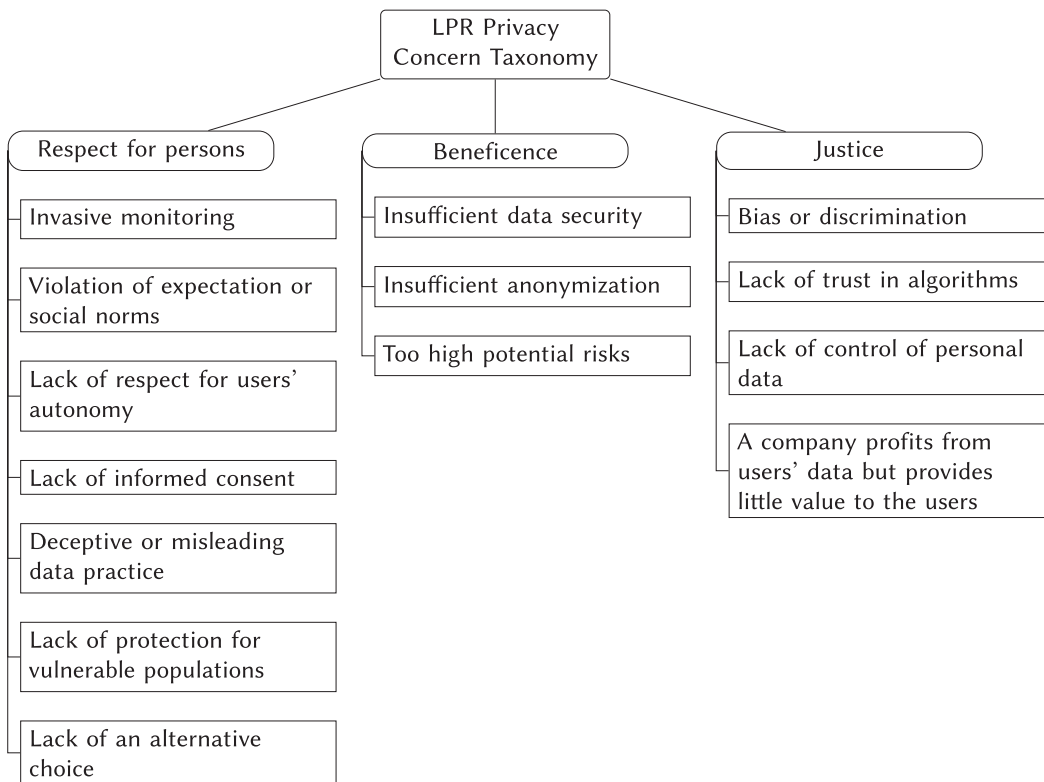 LPR Privacy
Concern Taxonomy
Respect for persons
Invasive monitoring
Violation of expectation or
social norms
Lack of respect for users’
autonomy
Lack of informed consent
Deceptive or misleading
data practice
Lack of protection for
vulnerable populations
Lack of an alternative
choice
Beneficence
Insufficient data security
Insufficient anonymization
Too high potential risks
Justice
Bias or discrimination
Lack of trust in algorithms
Lack of control of personal
data
A company profits from
users’ data but provides
little value to the users